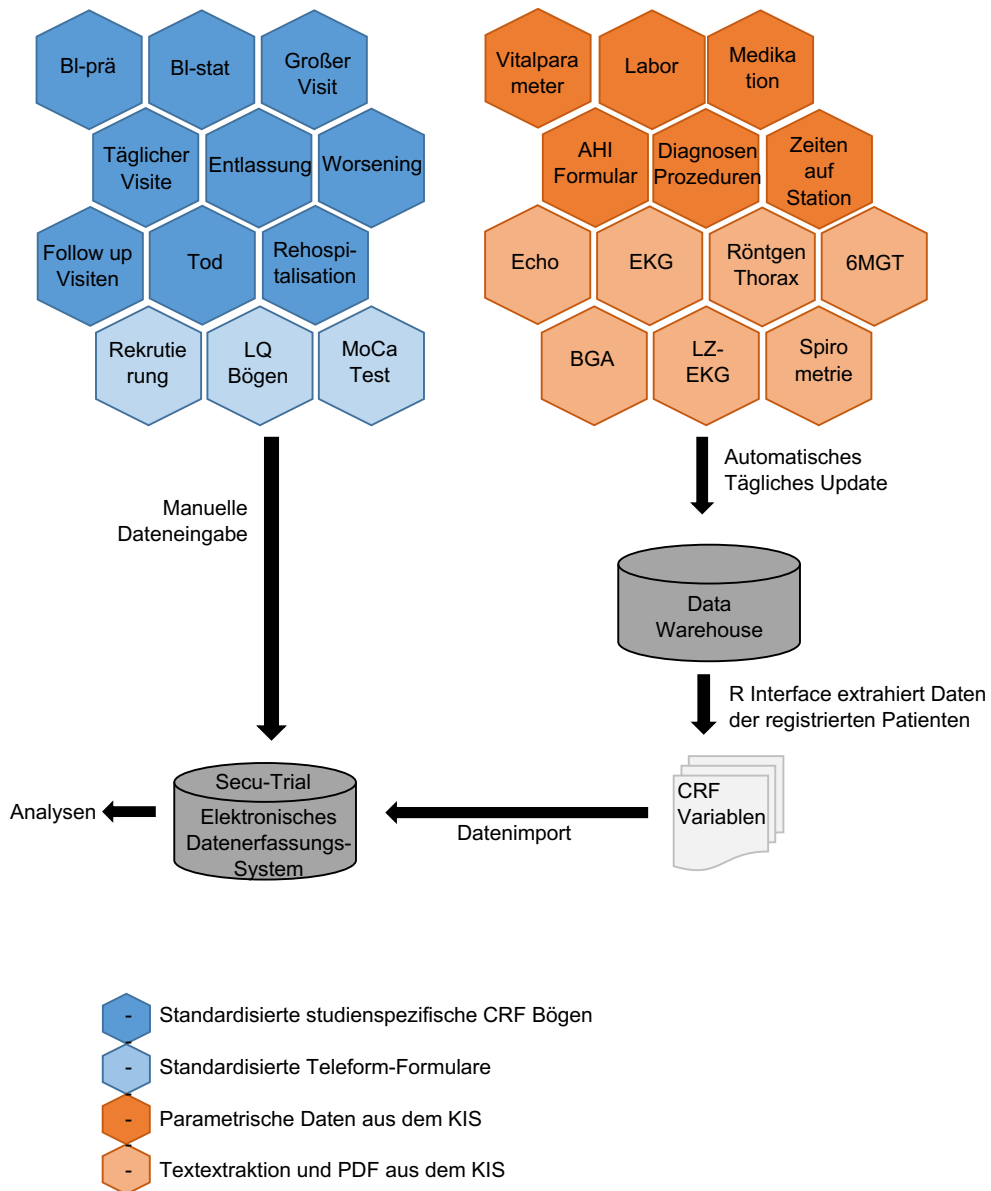 Bl-prä
Bl-stat
Großer
Visit
Täglicher
Visite
Entlassung
Worsening
Follow up
Visiten
Tod
Rehospi-
talisation
Rekrutie
rung
LQ
Bögen
MoCa
Test
Vitalpara
meter
Labor
Medika
tion
AHI
Formular
Diagnosen
Prozeduren
Zeiten
auf
Station
Echo
EKG
Röntgen
Thorax
6MGT
BGA
LZ-
EKG
Spiro
metrie
Manuelle
Dateneingabe
Automatisches
Tägliches Update
Data
Warehouse
R Interface extrahiert Daten
der registrierten Patienten
CRF
Variablen
Datenimport
Secu-Trial
Elektronisches
Datenerfassungs-
System
Analysen
- Standardisierte studienspezifische CRF Bögen
- Standardisierte Teleform-Formulare
- Parametrische Daten aus dem KIS
- Textextraktion und PDF aus dem KIS